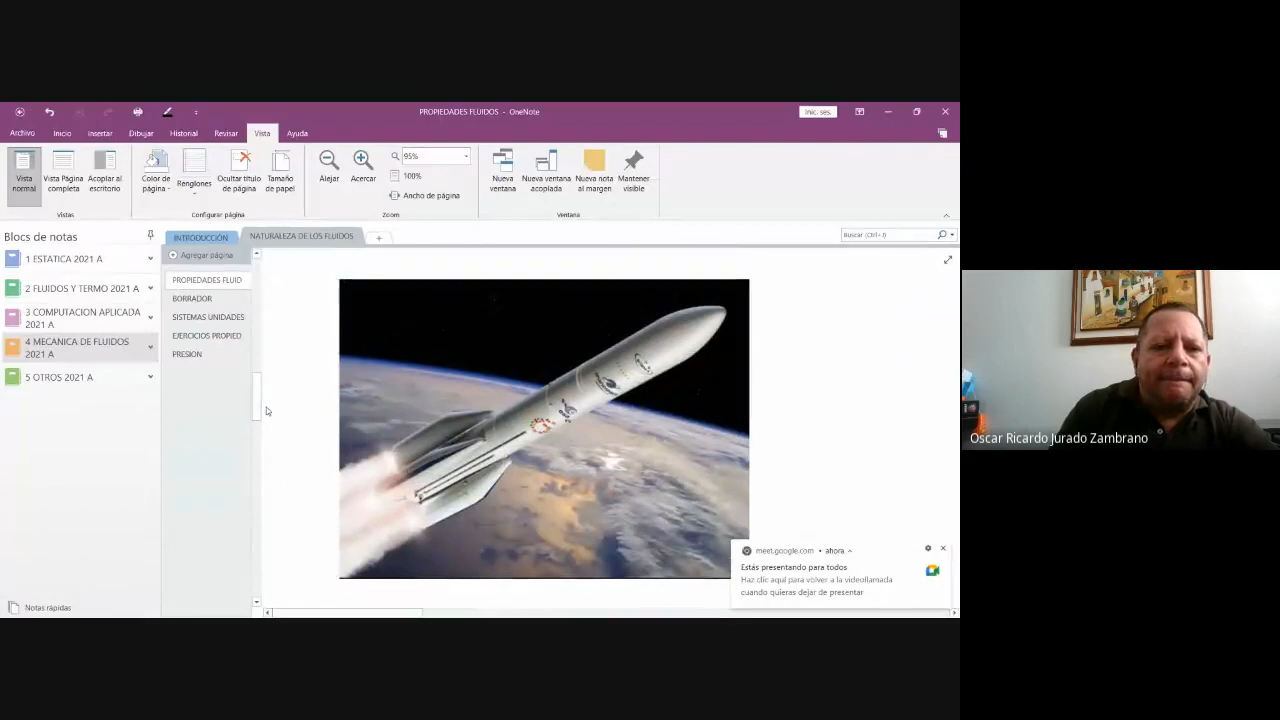 PROPIEDADES FLUIDOS - OneNote
Inic. ses.
Archivo Inicio Insertar Dibujar Historial Revisar Vista Ayuda
Vista normal
Vista Página completa
Acoplar al escritorio
Vistas
Color de página
Renglones
Ocultar título de página
Tamaño de papel
Configurar página
Alejar
Acercar
95%
100%
Ancho de página
Zoom
Nueva ventana
Nueva ventana acoplada
Nueva nota al margen
Mantener visible
Ventana
Blocs de notas
1 ESTATICA 2021 A
2 FLUIDOS Y TERMO 2021 A
3 COMPUTACION APLICADA
2021 A
4 MECANICA DE FLUIDOS
2021 A
5 OTROS 2021 A
Notas rápidas
INTRODUCCIÓN
NATURALEZA DE LOS FLUIDOS
+
Buscar (Ctrl+J)
Agregar página
PROPIEDADES FLUID
BORRADOR
SISTEMAS UNIDADES
EJERCICIOS PROPIED
PRESION
meet.google.com • ahora
Estás presentando para todos
Haz clic aquí para volver a la videollamada
cuando quieras dejar de presentar
Oscar Ricardo Jurado Zambrano